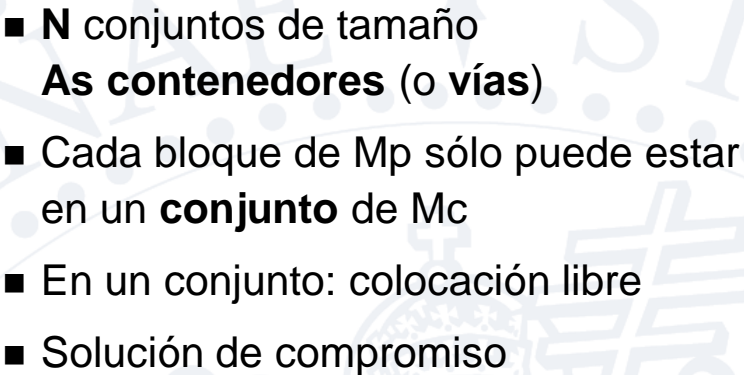 ■ N conjuntos de tamaño
As contenedores (o vías)
■ Cada bloque de Mp sólo puede estar
en un conjunto de Mc
■ En un conjunto: colocación libre
■ Solución de compromiso